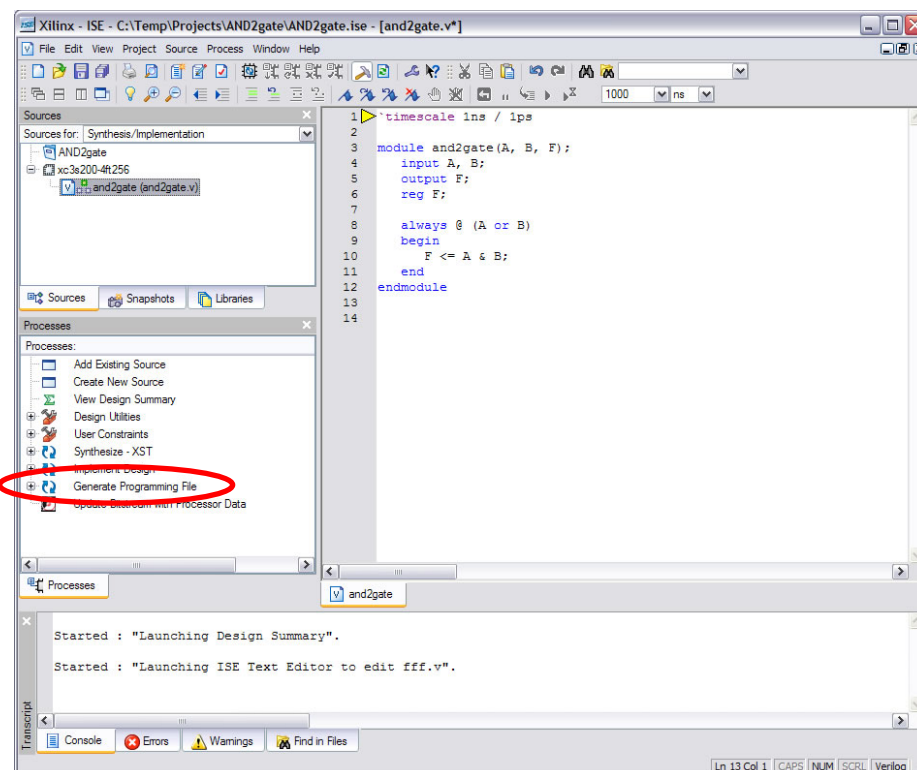 Xilinx - ISE - C:\Temp\Projects\AND2gate\AND2gate.ise - [and2gate.v*]
File Edit View Project Source Process Window Help
1000 ns
Sources
Sources for: Synthesis/Implementation
AND2gate
xc3s200-4ft256
and2gate (and2gate.v)
Sources Snapshots Libraries
Processes
Processes:
Add Existing Source
Create New Source
View Design Summary
Design Utilities
User Constraints
Synthesize - XST
Implement Design
Generate Programming File
Update Bitstream with Processor Data
Processes
1 `timescale 1ns / 1ps
2
3 module and2gate(A, B, F);
4 input A, B;
5 output F;
6 reg F;
7
8 always @ (A or B)
9 begin
10 F <= A & B;
11 end
12 endmodule
13
14
and2gate
Started : "Launching Design Summary".
Started : "Launching ISE Text Editor to edit fff.v".
Transcript
Console Errors Warnings Find in Files
Ln 13 Col 1 CAPS NUM SCRL Verilog